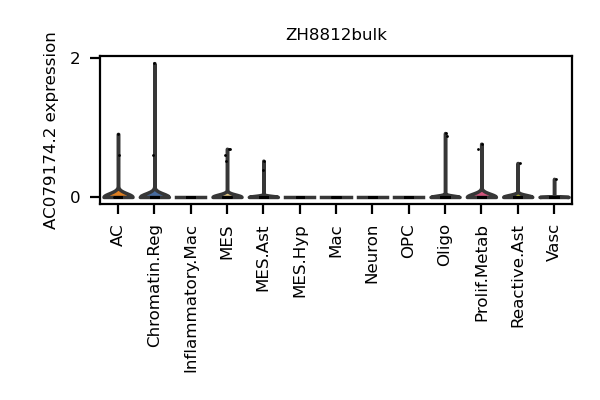 ZH8812bulk
AC079174.2 expression
2
0
AC
Chromatin.Reg
Inflammatory.Mac
MES
MES.Ast
MES.Hyp
Mac
Neuron
OPC
Oligo
Prolif.Metab
Reactive.Ast
Vasc